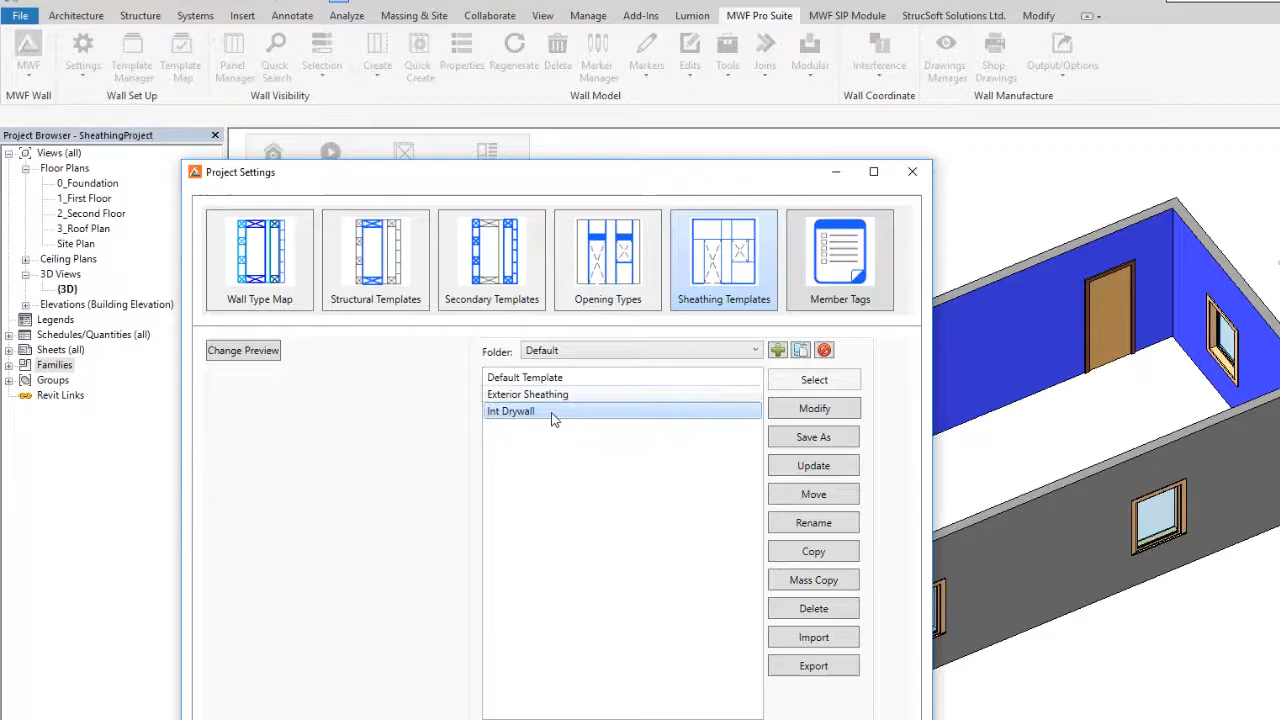 File Architecture Structure Systems Insert Annotate Analyze Massing & Site Collaborate View Manage Add-Ins Lumion MWF Pro Suite MWF SIP Module StrucSoft Solutions Ltd. Modify
MWF Settings Template Manager Template Map Panel Manager Quick Search Selection Create Quick Create Properties Regenerate Delete Marker Manager Markers Edits Tools Joins Modular Interference Drawings Manager Shop Drawings Output/Options
MWF Wall Wall Set Up Wall Visibility Wall Model Wall Coordinate Wall Manufacture
Project Browser - SheathingProject
Views (all)
Floor Plans
0_Foundation
1_First Floor
2_Second Floor
3_Roof Plan
Site Plan
Ceiling Plans
3D Views
{3D}
Elevations (Building Elevation)
Legends
Schedules/Quantities (all)
Sheets (all)
Families
Groups
Revit Links
Project Settings
Wall Type Map Structural Templates Secondary Templates Opening Types Sheathing Templates Member Tags
Change Preview
Folder: Default
Default Template
Exterior Sheathing
Int Drywall
Select
Modify
Save As
Update
Move
Rename
Copy
Mass Copy
Delete
Import
Export